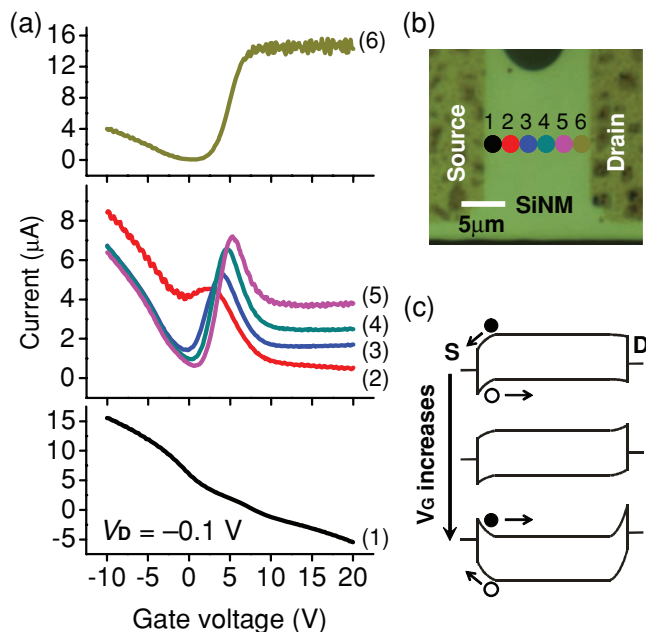 (a)
16
12
8
4
0
(6)
8
6
4
2
0
(5)
(4)
(3)
(2)
Current (μA)
15
10
5
0
-5
V_D = −0.1 V
(1)
-10 -5 0 5 10 15 20
Gate voltage (V)
(b)
1 2 3 4 5 6
Source
Drain
SiNM
5μm
(c)
S
D
V_G increases